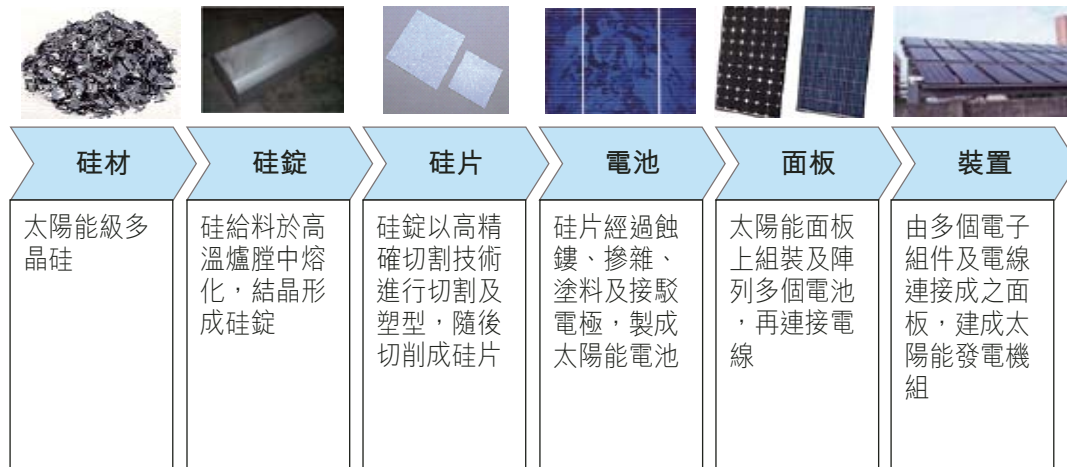 硅材
硅錠
硅片
電池
面板
裝置
太陽能級多
晶硅
硅給料於高
溫爐膛中熔
化，結晶形
成硅錠
硅錠以高精
確切割技術
進行切割及
塑型，隨後
切削成硅片
硅片經過蝕
鏤、摻雜、
塗料及接駁
電極，製成
太陽能電池
太陽能面板
上組裝及陣
列多個電池
，再連接電
線
由多個電子
組件及電線
連接成之面
板，建成太
陽能發電機
組